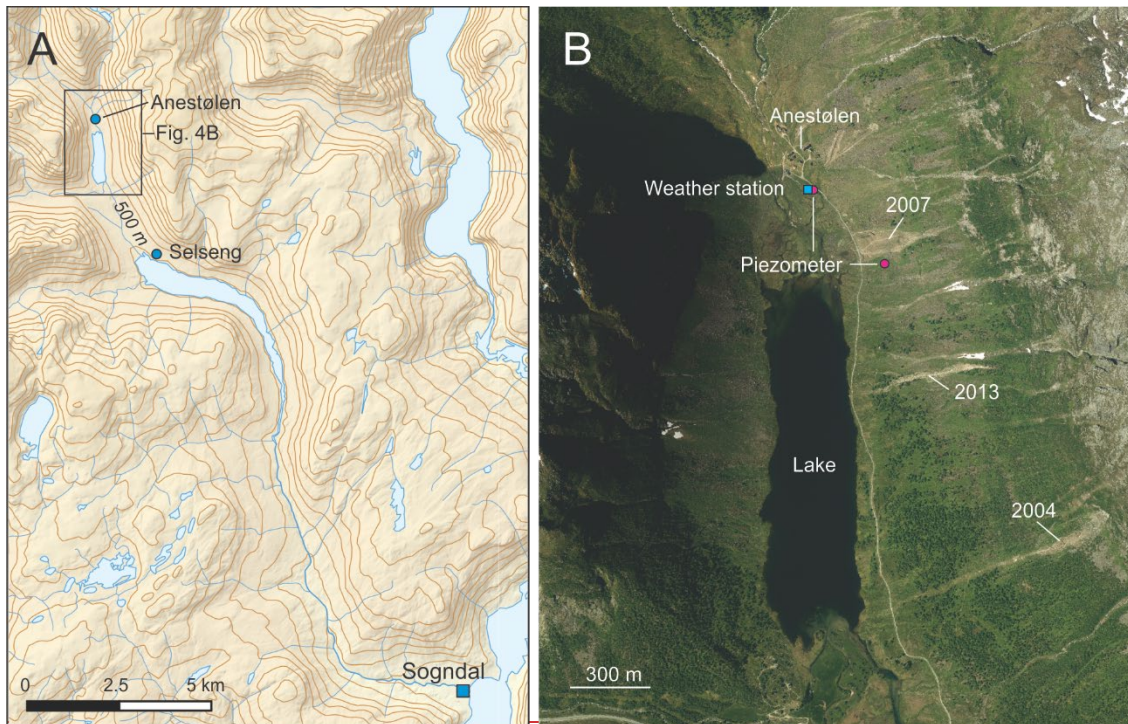 A
Anestølen
Fig. 4B
500 m
Selseng
Sogndal
0 2.5 5 km
B
Anestølen
Weather station
2007
Piezometer
2013
Lake
2004
300 m